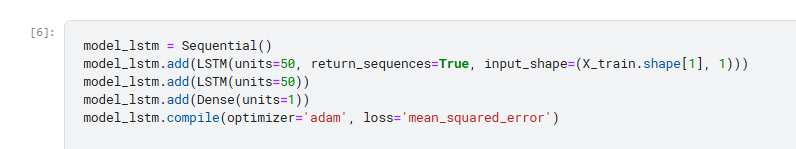 [6]:
model_lstm = Sequential()
model_lstm.add(LSTM(units=50, return_sequences=True, input_shape=(X_train.shape[1], 1)))
model_lstm.add(LSTM(units=50))
model_lstm.add(Dense(units=1))
model_lstm.compile(optimizer='adam', loss='mean_squared_error')